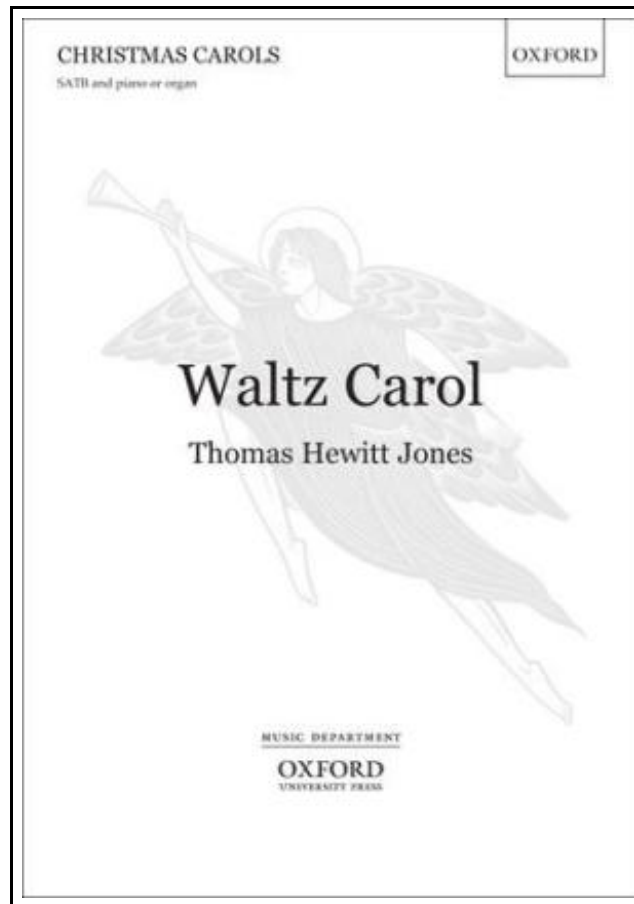 CHRISTMAS CAROLS
OXFORD
SATB and piano or organ
Waltz Carol
Thomas Hewitt Jones
MUSIC DEPARTMENT
OXFORD
UNIVERSITY PRESS